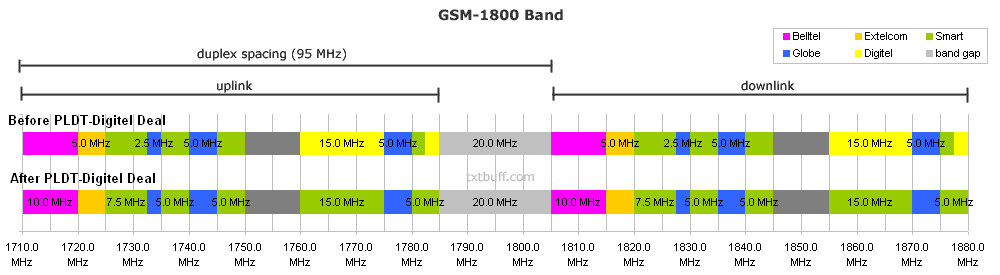 GSM-1800 Band
Belltel Extelcom Smart
Globe Digitel band gap
duplex spacing (95 MHz)
uplink downlink
Before PLDT-Digitel Deal
5.0 MHz 2.5 MHz 5.0 MHz 15.0 MHz 5.0 MHz 20.0 MHz 5.0 MHz 2.5 MHz 5.0 MHz 15.0 MHz 5.0 MHz
After PLDT-Digitel Deal
txtbuff.com
10.0 MHz 7.5 MHz 5.0 MHz 5.0 MHz 15.0 MHz 5.0 MHz 20.0 MHz 10.0 MHz 7.5 MHz 5.0 MHz 5.0 MHz 15.0 MHz 5.0 MHz
1710.0 1720.0 1730.0 1740.0 1750.0 1760.0 1770.0 1780.0 1790.0 1800.0 1810.0 1820.0 1830.0 1840.0 1850.0 1860.0 1870.0 1880.0
MHz MHz MHz MHz MHz MHz MHz MHz MHz MHz MHz MHz MHz MHz MHz MHz MHz MHz